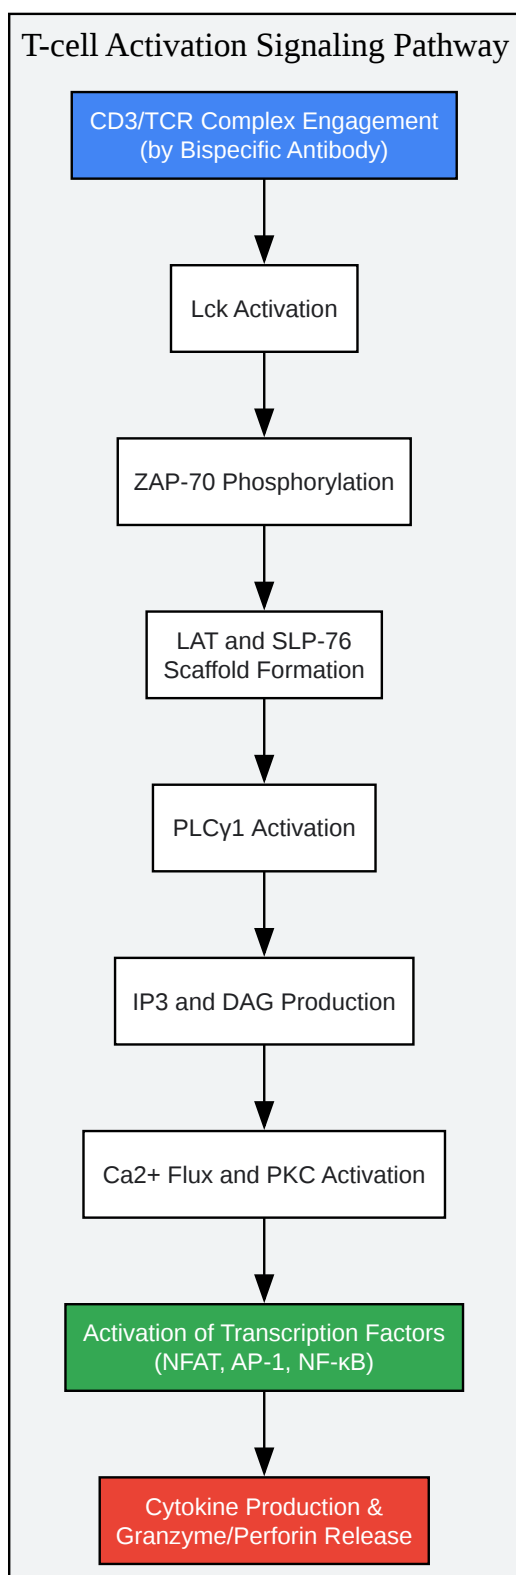 T-cell Activation Signaling Pathway
CD3/TCR Complex Engagement
(by Bispecific Antibody)
Lck Activation
ZAP-70 Phosphorylation
LAT and SLP-76
Scaffold Formation
PLCγ1 Activation
IP3 and DAG Production
Ca2+ Flux and PKC Activation
Activation of Transcription Factors
(NFAT, AP-1, NF-κB)
Cytokine Production &
Granzyme/Perforin Release